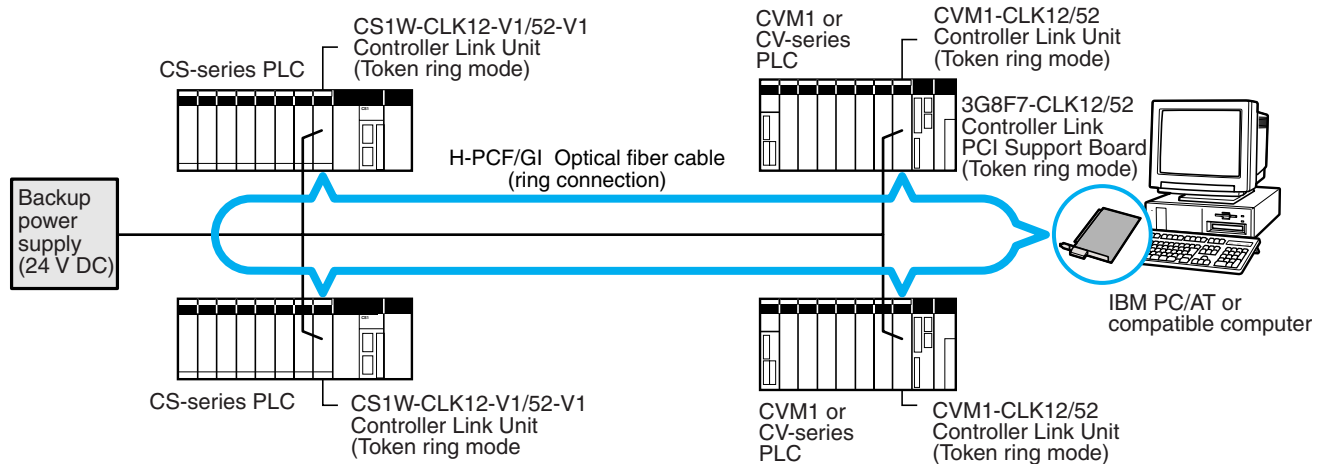 CS1W-CLK12-V1/52-V1
Controller Link Unit
(Token ring mode)
CS-series PLC
CVM1 or
CV-series
PLC
CVM1-CLK12/52
Controller Link Unit
(Token ring mode)
3G8F7-CLK12/52
Controller Link
PCI Support Board
(Token ring mode)
H-PCF/GI Optical fiber cable
(ring connection)
Backup
power
supply
(24 V DC)
IBM PC/AT or
compatible computer
CS-series PLC
CS1W-CLK12-V1/52-V1
Controller Link Unit
(Token ring mode
CVM1 or
CV-series
PLC
CVM1-CLK12/52
Controller Link Unit
(Token ring mode)